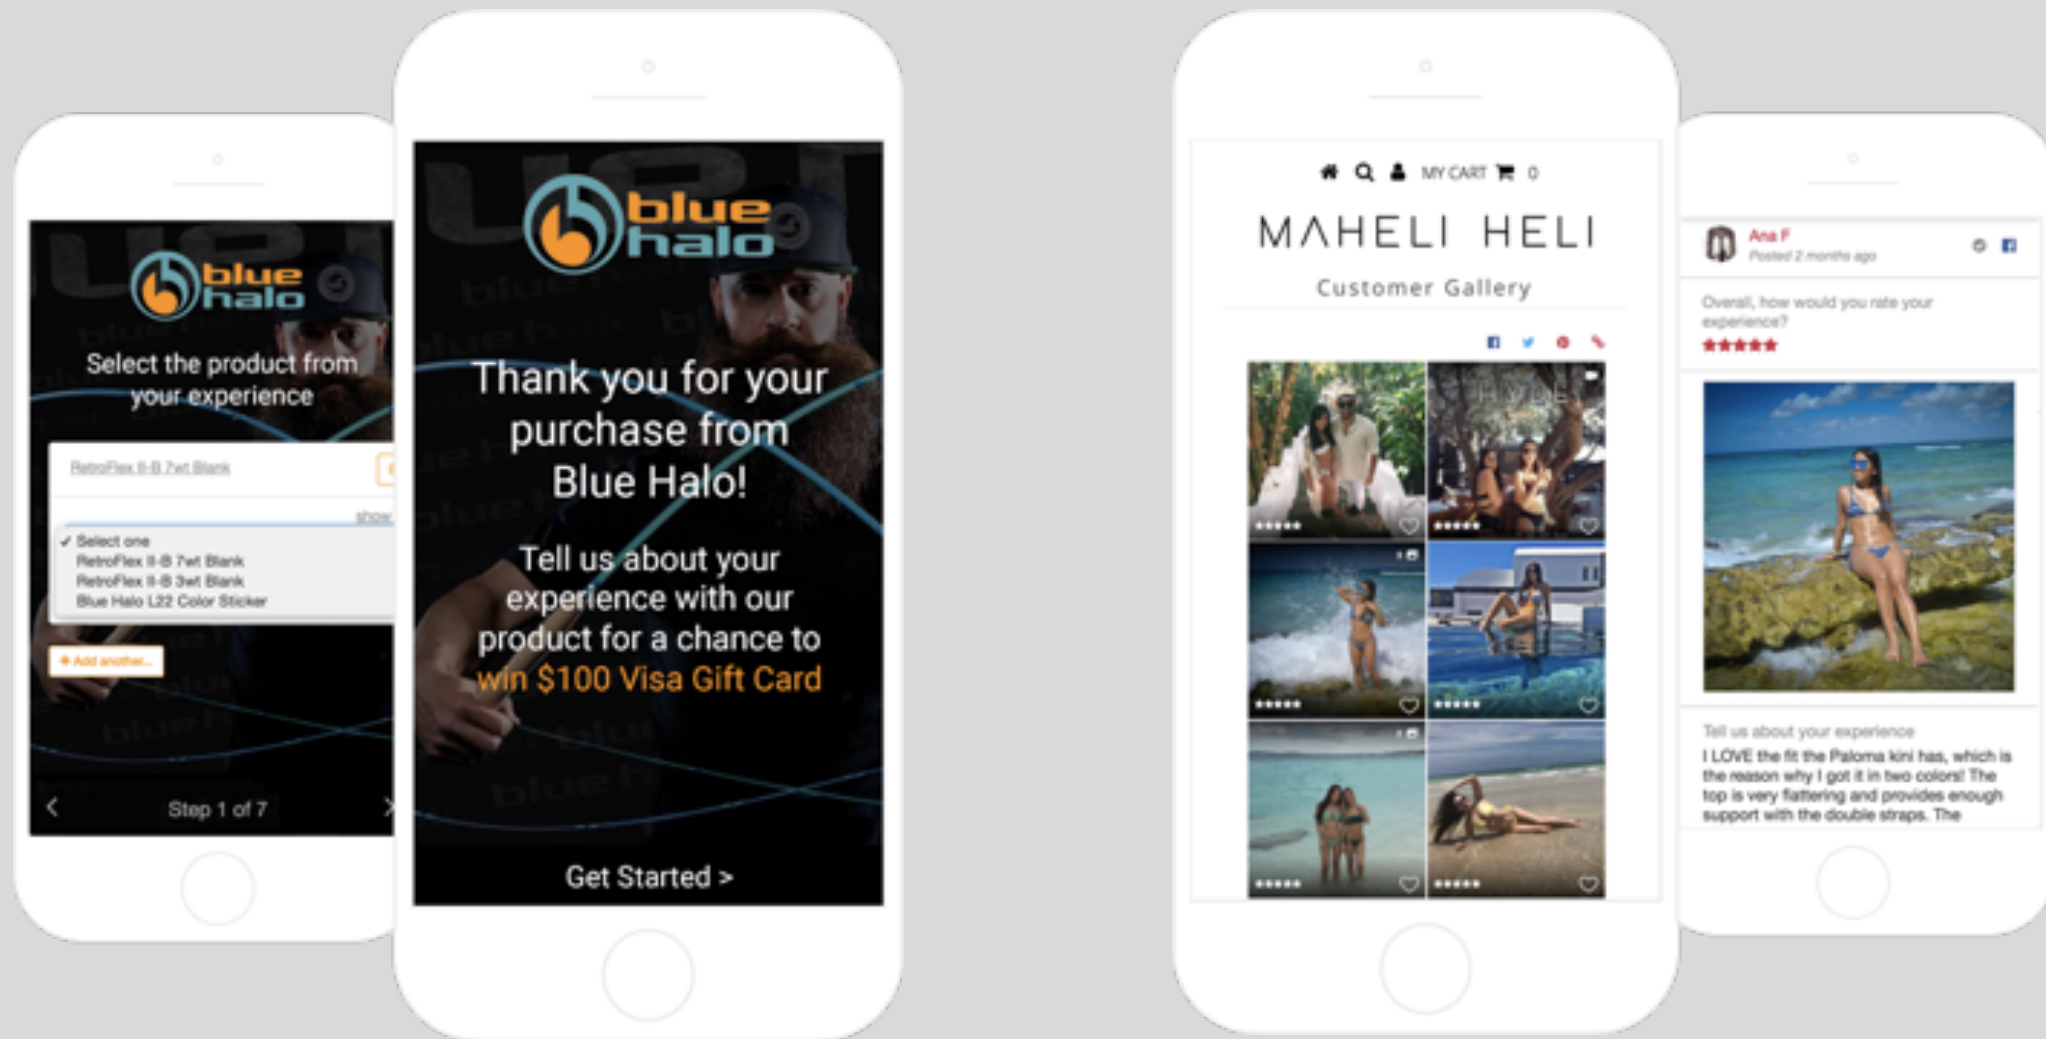 blue
halo
Select the product from
your experience
RetroFlex II-B 7wt Blank
show
✓ Select one
RetroFlex II-B 7wt Blank
RetroFlex II-B 3wt Blank
Blue Halo L22 Color Sticker
+ Add another...
< Step 1 of 7 >
blue
halo
Thank you for your
purchase from
Blue Halo!
Tell us about your
experience with our
product for a chance to
win $100 Visa Gift Card
Get Started >
MY CART 0
MAHELI HELI
Customer Gallery
HYDE
Ana F
Posted 2 months ago
Overall, how would you rate your
experience?
Tell us about your experience
I LOVE the fit the Paloma kini has, which is
the reason why I got it in two colors! The
top is very flattering and provides enough
support with the double straps. The